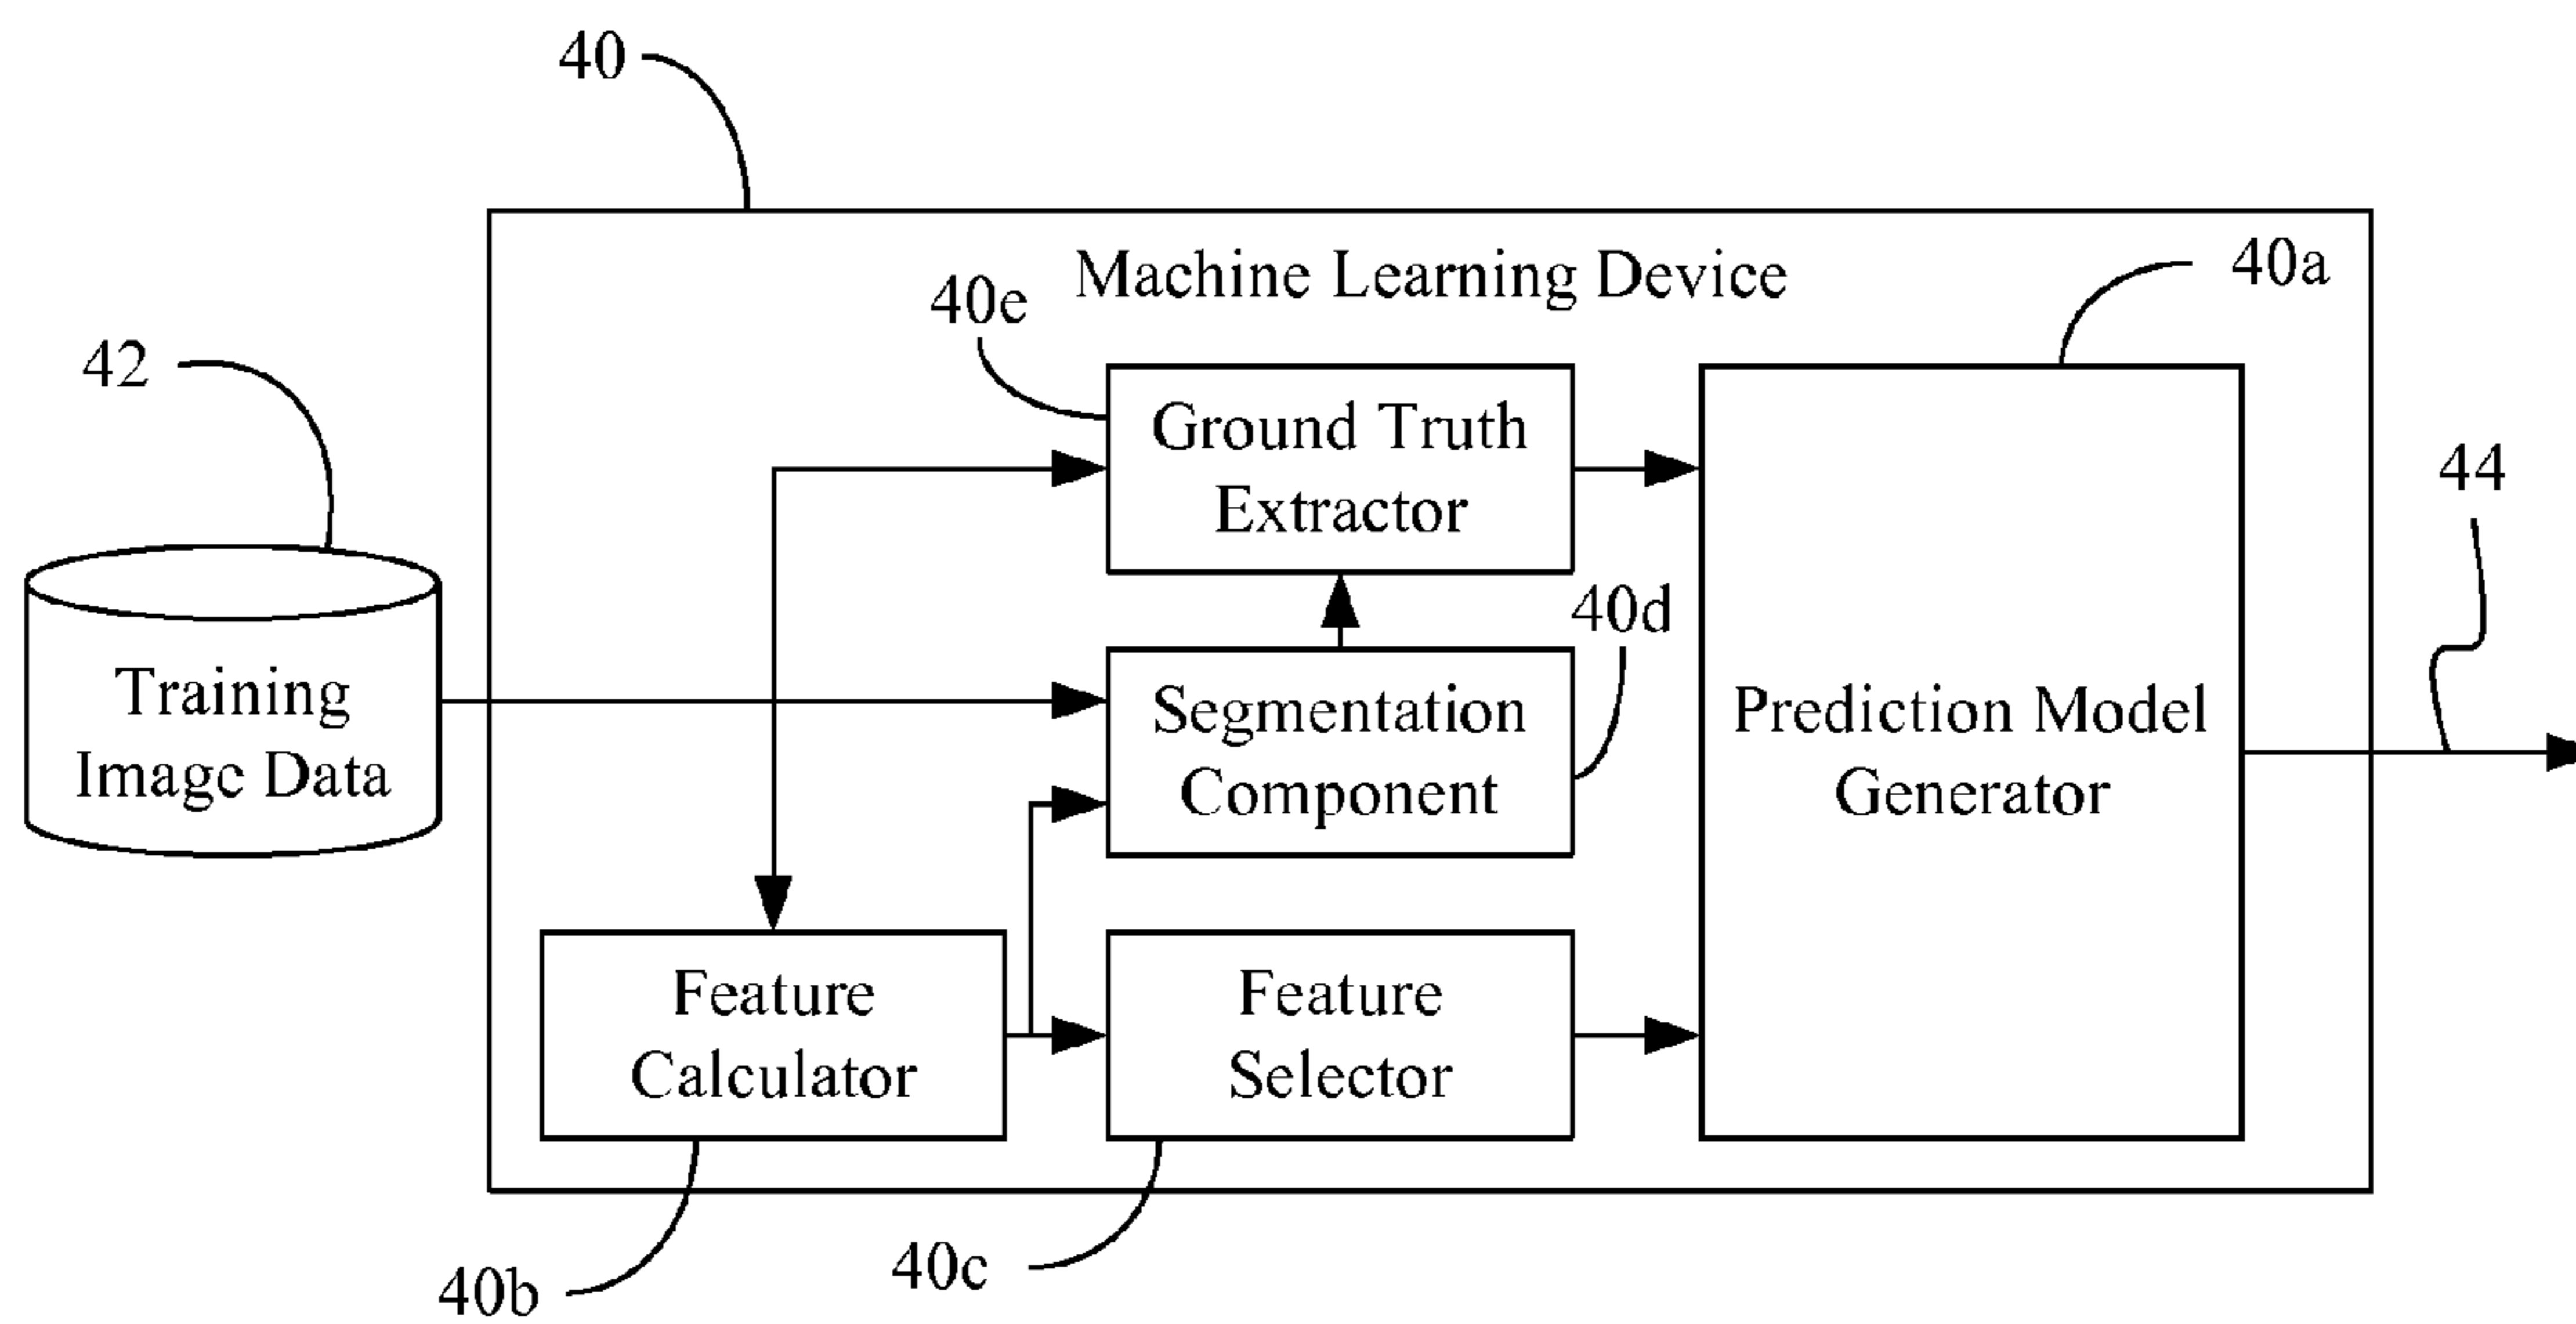 40
Machine Learning Device
40a
40e
42
Ground Truth
Extractor
44
40d
Training
Image Data
Segmentation
Component
Prediction Model
Generator
Feature
Calculator
Feature
Selector
40b
40c